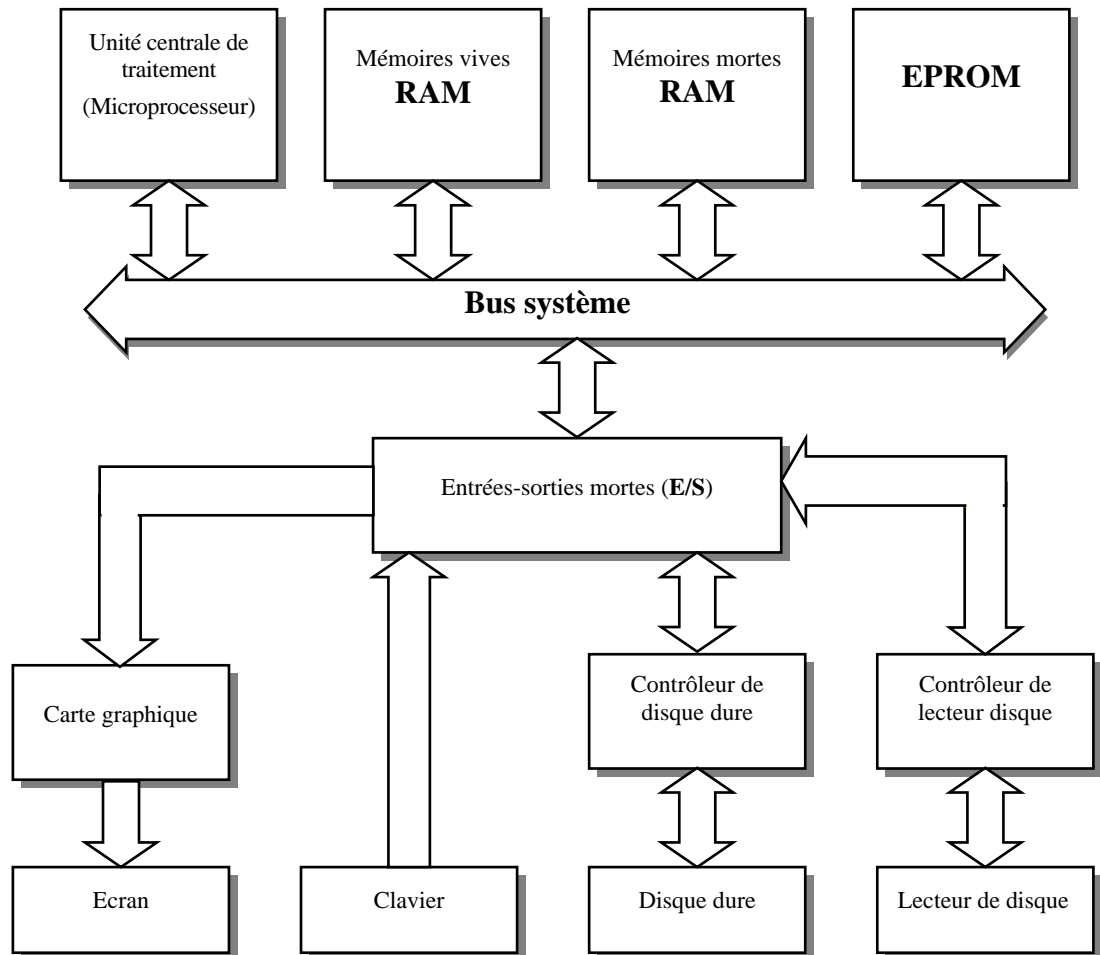 Unité centrale de
traitement
(Microprocesseur)
Mémoires vives
RAM
Mémoires mortes
RAM
EPROM
Bus système
Entrées-sorties mortes (E/S)
Carte graphique
Contrôleur de
disque dure
Contrôleur de
lecteur disque
Ecran
Clavier
Disque dure
Lecteur de disque